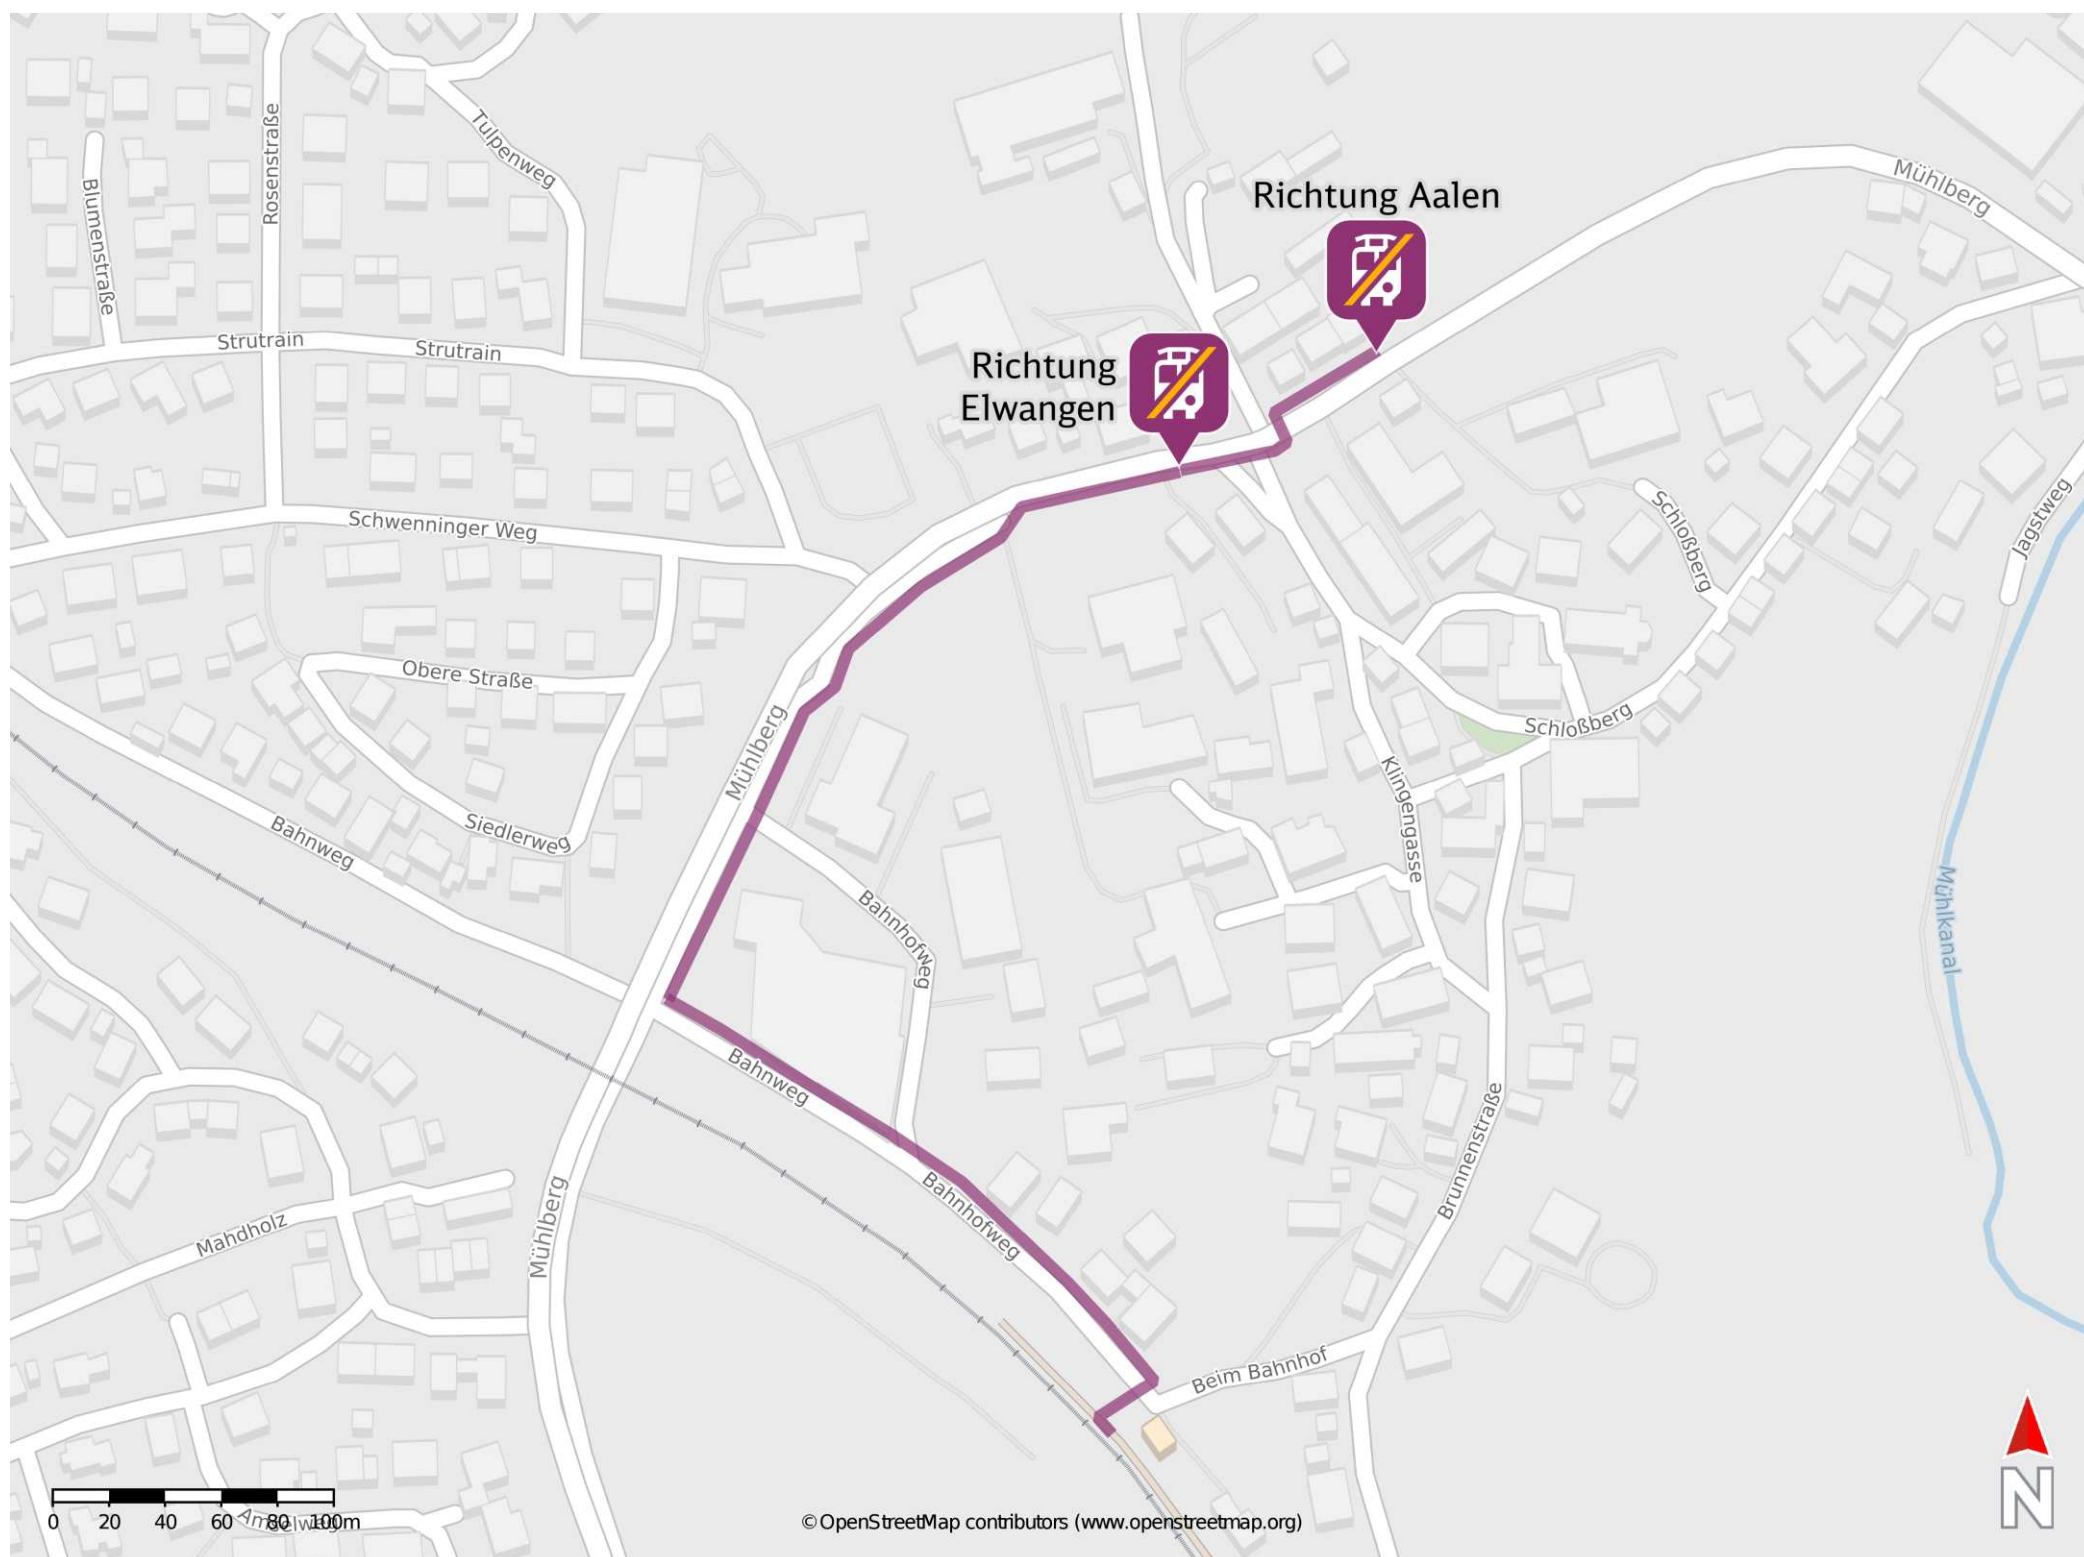 Tulpenweg
Rosenstraße
Blumenstraße
Mühlberg
Richtung Aalen
Strutrain
Strutrain
Richtung
Elwangen
Schwenninger Weg
Schloßberg
Jagstweg
Obere Straße
Mühlberg
Schloßberg
Klingengasse
Siedlerweg
Bahnweg
Bahnhofweg
Mühlkanal
Bahnweg
Brunnenstraße
Bahnhofweg
Mahdholz
Mühlberg
Beim Bahnhof
N
0 20 40 60 80 100m
Amselweg
© OpenStreetMap contributors (www.openstreetmap.org)